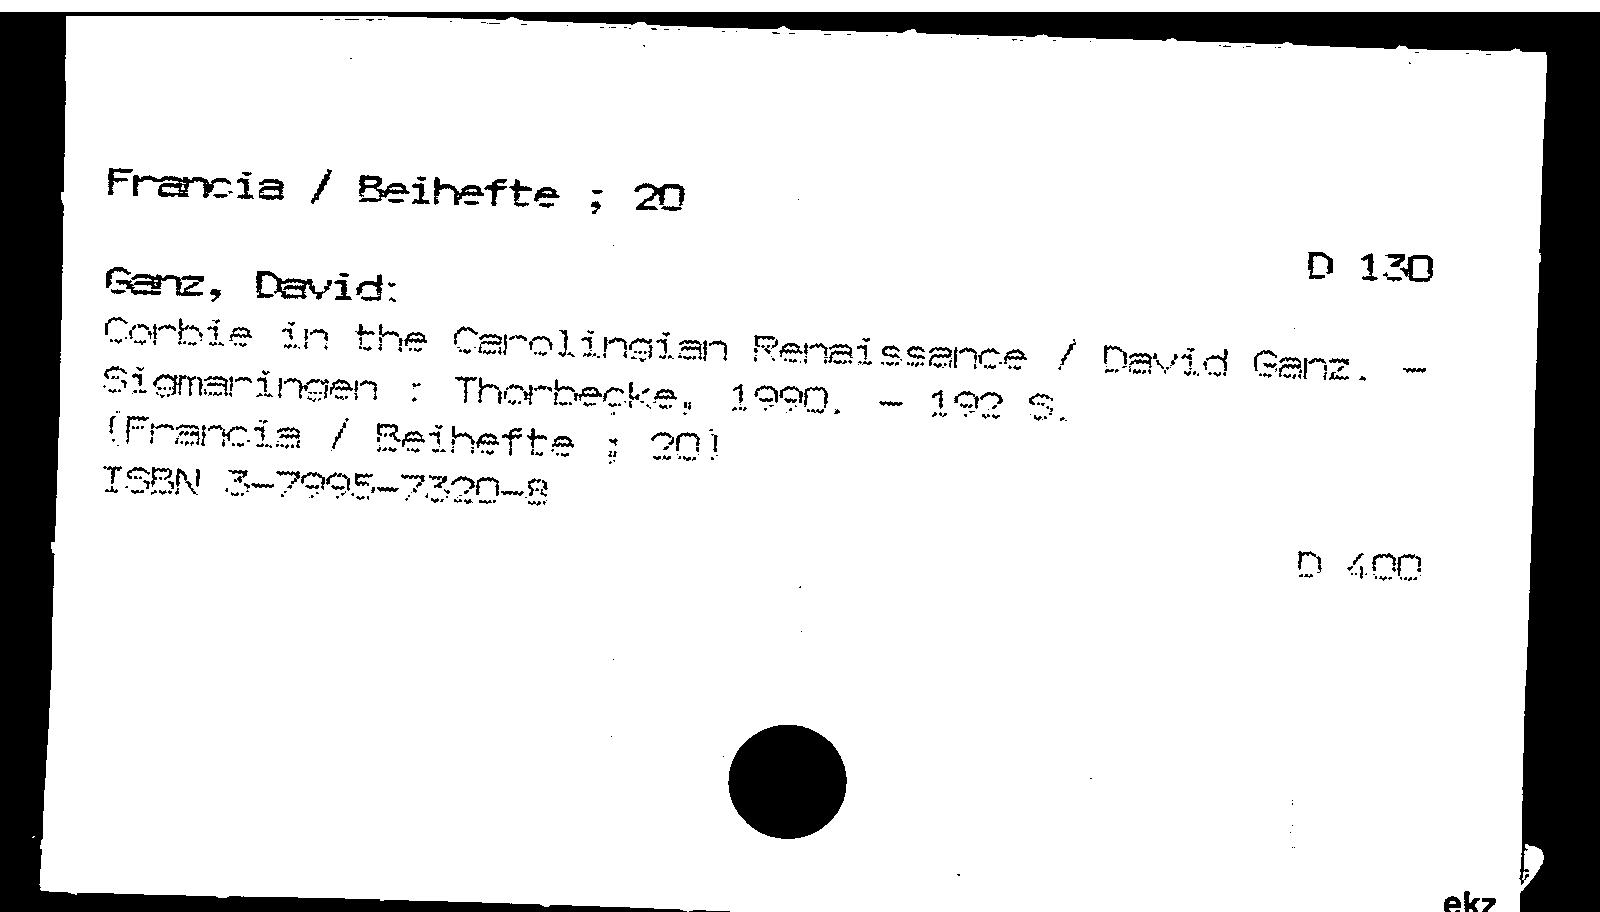 Francia / Beihefte ; 20
D 130
Ganz, David:
Corbie in the Carolingian Renaissance / David Ganz. -
Sigmaringen : Thorbecke, 1990. - 192 S.
(Francia / Beihefte ; 20)
ISBN 3-7995-7320-8
D 400
ekz